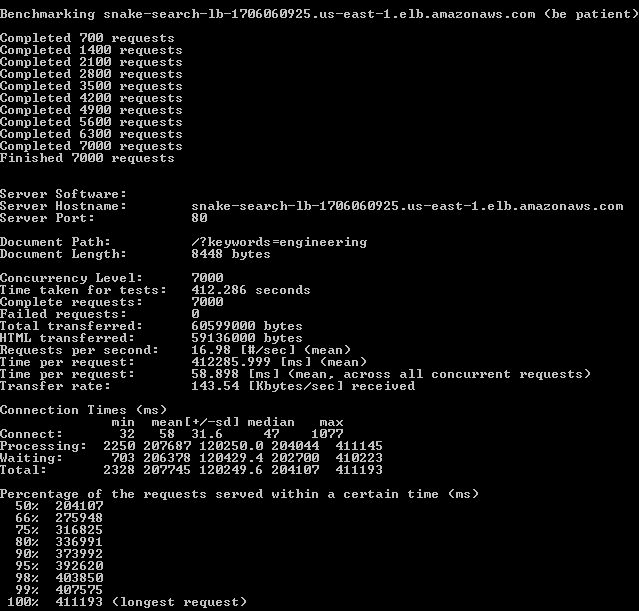 Benchmarking snake-search-lb-1706060925.us-east-1.elb.amazonaws.com (be patient)
Completed 700 requests
Completed 1400 requests
Completed 2100 requests
Completed 2800 requests
Completed 3500 requests
Completed 4200 requests
Completed 4900 requests
Completed 5600 requests
Completed 6300 requests
Completed 7000 requests
Finished 7000 requests
Server Software:
Server Hostname: snake-search-lb-1706060925.us-east-1.elb.amazonaws.com
Server Port: 80
Document Path: /?keywords=engineering
Document Length: 8448 bytes
Concurrency Level: 7000
Time taken for tests: 412.286 seconds
Complete requests: 7000
Failed requests: 0
Total transferred: 60599000 bytes
HTML transferred: 59136000 bytes
Requests per second: 16.98 [#/sec] (mean)
Time per request: 412285.999 [ms] (mean)
Time per request: 58.898 [ms] (mean, across all concurrent requests)
Transfer rate: 143.54 [Kbytes/sec] received
Connection Times (ms)
min mean[+/-sd] median max
Connect: 32 58 31.6 47 1077
Processing: 2250 207687 120250.0 204044 411145
Waiting: 703 206378 120429.4 202700 410223
Total: 2328 207745 120249.6 204107 411193
Percentage of the requests served within a certain time (ms)
50% 204107
66% 275948
75% 316825
80% 336991
90% 373992
95% 392620
98% 403850
99% 407575
100% 411193 (longest request)